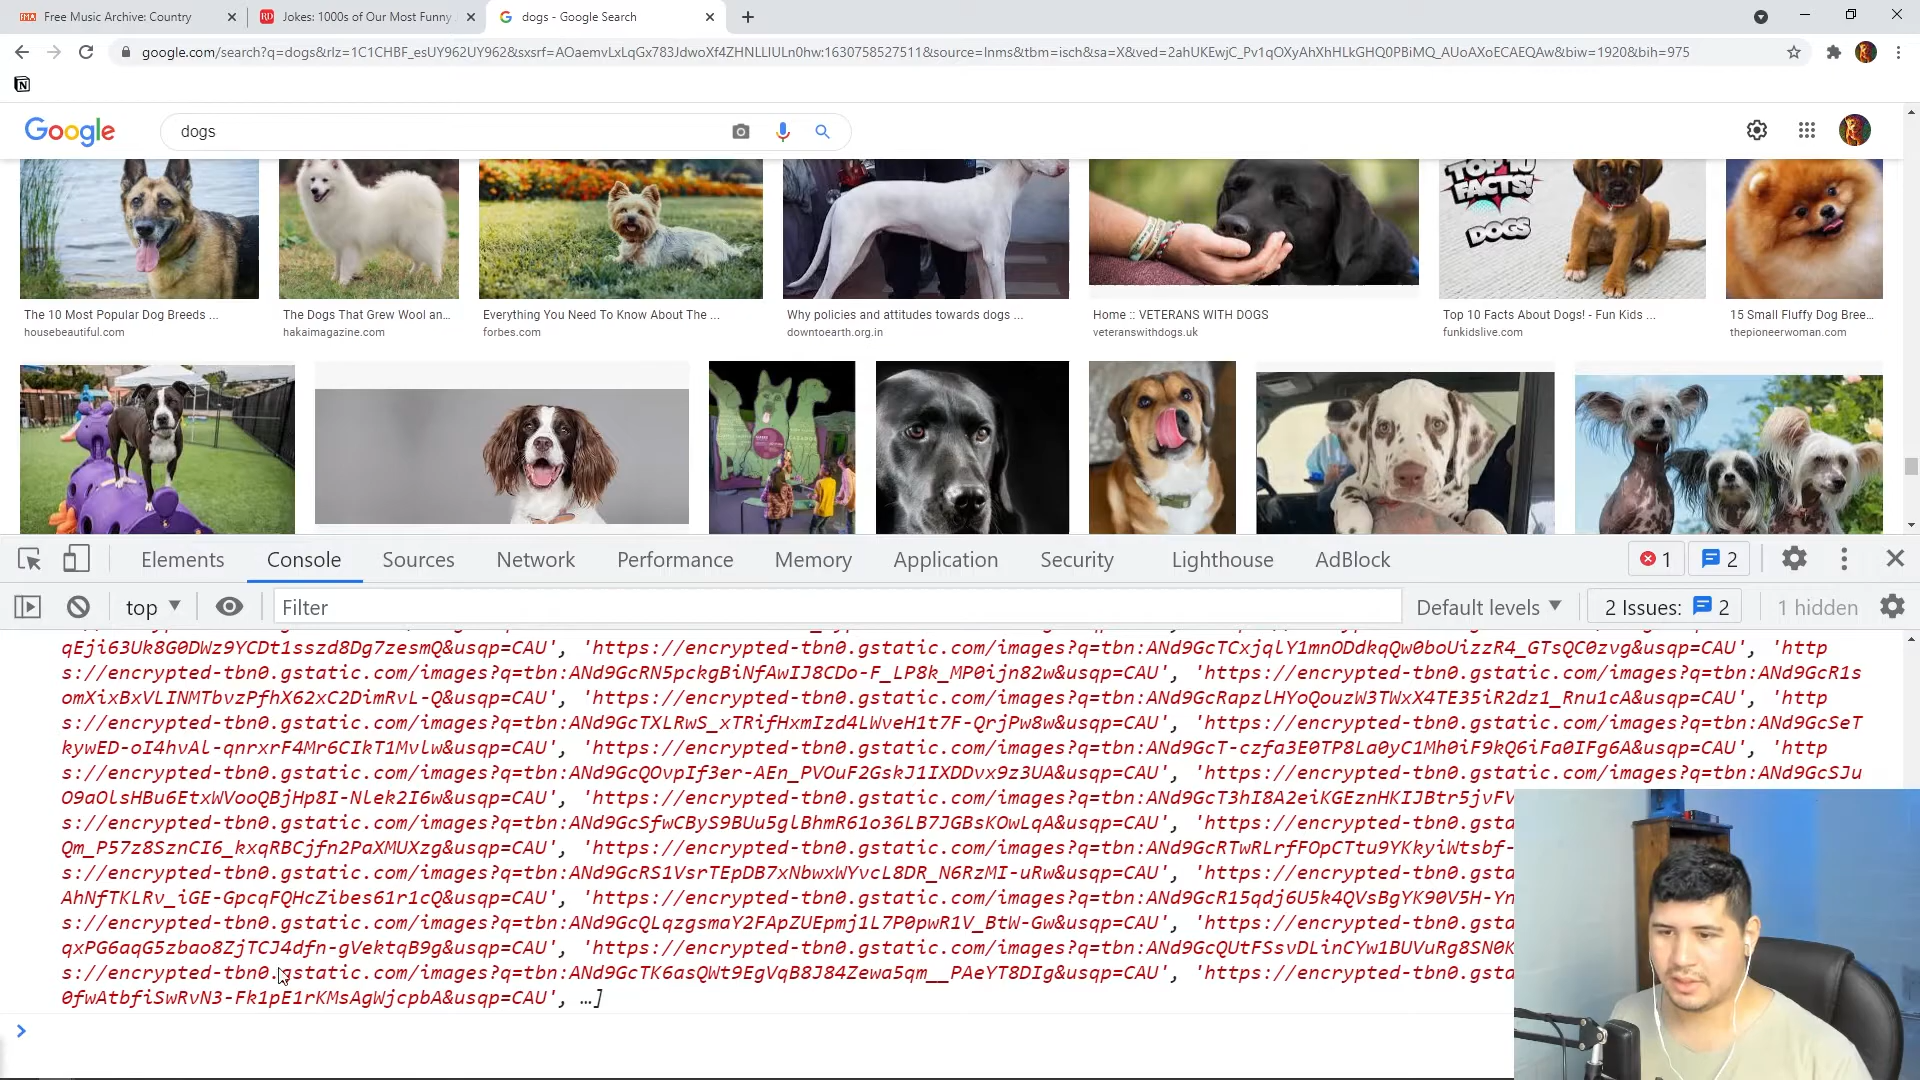 Free Music Archive: Country
Jokes: 1000s of Our Most Funny
dogs - Google Search
google.com/search?q=dogs&rlz=1C1CHBF_esUY962UY962&sxsrf=AOaemvLxLqGx783JdwoXf4ZHNLLlULn0hw:1630758527511&source=lnms&tbm=isch&sa=X&ved=2ahUKEwjC_Pv1qOXyAhXhHLkGHQ0PBiMQ_AUoAXoECAEQAw&biw=1920&bih=975
Google
dogs
TOP 10
FACTS!
DOGS
The 10 Most Popular Dog Breeds ...
housebeautiful.com
The Dogs That Grew Wool an...
hakaimagazine.com
Everything You Need To Know About The ...
forbes.com
Why policies and attitudes towards dogs ...
downtoearth.org.in
Home :: VETERANS WITH DOGS
veteranswithdogs.uk
Top 10 Facts About Dogs! - Fun Kids ...
funkidslive.com
15 Small Fluffy Dog Bree...
thepioneerwoman.com
Elements Console Sources Network Performance Memory Application Security Lighthouse AdBlock 1 2
top Filter Default levels 2 Issues: 2 1 hidden
qEji63Uk8G0DWz9YCDt1sszd8Dg7zesmQ&usqp=CAU', 'https://encrypted-tbn0.gstatic.com/images?q=tbn:ANd9GcTCxjqlY1mnODdkqQw0boUizzR4_GTsQC0zvg&usqp=CAU', 'http
s://encrypted-tbn0.gstatic.com/images?q=tbn:ANd9GcRN5pckgBiNfAwIJ8CDo-F_LP8k_MP0ijn82w&usqp=CAU', 'https://encrypted-tbn0.gstatic.com/images?q=tbn:ANd9GcR1s
omXixBxVLINMTbvzPfhX62xC2DimRvL-Q&usqp=CAU', 'https://encrypted-tbn0.gstatic.com/images?q=tbn:ANd9GcRapzlHYoQouzW3TWxX4TE35iR2dz1_Rnu1cA&usqp=CAU', 'http
s://encrypted-tbn0.gstatic.com/images?q=tbn:ANd9GcTXLRwS_xTRifHxmIzd4LWveH1t7F-QrjPw8w&usqp=CAU', 'https://encrypted-tbn0.gstatic.com/images?q=tbn:ANd9GcSeT
kywED-oI4hvAl-qnrxrF4Mr6CIkT1Mvlw&usqp=CAU', 'https://encrypted-tbn0.gstatic.com/images?q=tbn:ANd9GcT-czfa3E0TP8La0yC1Mh0iF9kQ6iFa0IFg6A&usqp=CAU', 'http
s://encrypted-tbn0.gstatic.com/images?q=tbn:ANd9GcQOvpIf3er-AEn_PVOuF2GskJ1IXDDvx9z3UA&usqp=CAU', 'https://encrypted-tbn0.gstatic.com/images?q=tbn:ANd9GcSJu
O9aOlsHBu6EtxWVooQBjHp8I-Nlek2I6w&usqp=CAU', 'https://encrypted-tbn0.gstatic.com/images?q=tbn:ANd9GcT3hI8A2eiKGEznHKIJBtr5jvFV
s://encrypted-tbn0.gstatic.com/images?q=tbn:ANd9GcSfwCByS9BUu5glBhmR61o36LB7JGBsKOwLqA&usqp=CAU', 'https://encrypted-tbn0.gsta
Qm_P57z8SznCI6_kxqRBCjfn2PaXMUXzg&usqp=CAU', 'https://encrypted-tbn0.gstatic.com/images?q=tbn:ANd9GcRTwRLrfFOpCTtu9YKkyiWtsbf-
s://encrypted-tbn0.gstatic.com/images?q=tbn:ANd9GcRS1VsrTEpDB7xNbwxWYvcL8DR_N6RzMI-uRw&usqp=CAU', 'https://encrypted-tbn0.gsta
AhNfTKLRv_iGE-GpcqFQHcZibes61r1cQ&usqp=CAU', 'https://encrypted-tbn0.gstatic.com/images?q=tbn:ANd9GcR15qdj6U5k4QVsBgYK90V5H-Yn
s://encrypted-tbn0.gstatic.com/images?q=tbn:ANd9GcQLqzgsmaY2FApZUEpmj1L7P0pwR1V_BtW-Gw&usqp=CAU', 'https://encrypted-tbn0.gsta
qxPG6aqG5zbao8ZjTCJ4dfn-gVektqB9g&usqp=CAU', 'https://encrypted-tbn0.gstatic.com/images?q=tbn:ANd9GcQUtFSsvDLinCYw1BUVuRg8SN0K
s://encrypted-tbn0.gstatic.com/images?q=tbn:ANd9GcTK6asQWt9EgVqB8J84Zewa5qm__PAeYT8DIg&usqp=CAU', 'https://encrypted-tbn0.gsta
0fwAtbfiSwRvN3-Fk1pE1rKMsAgWjcpbA&usqp=CAU', …]